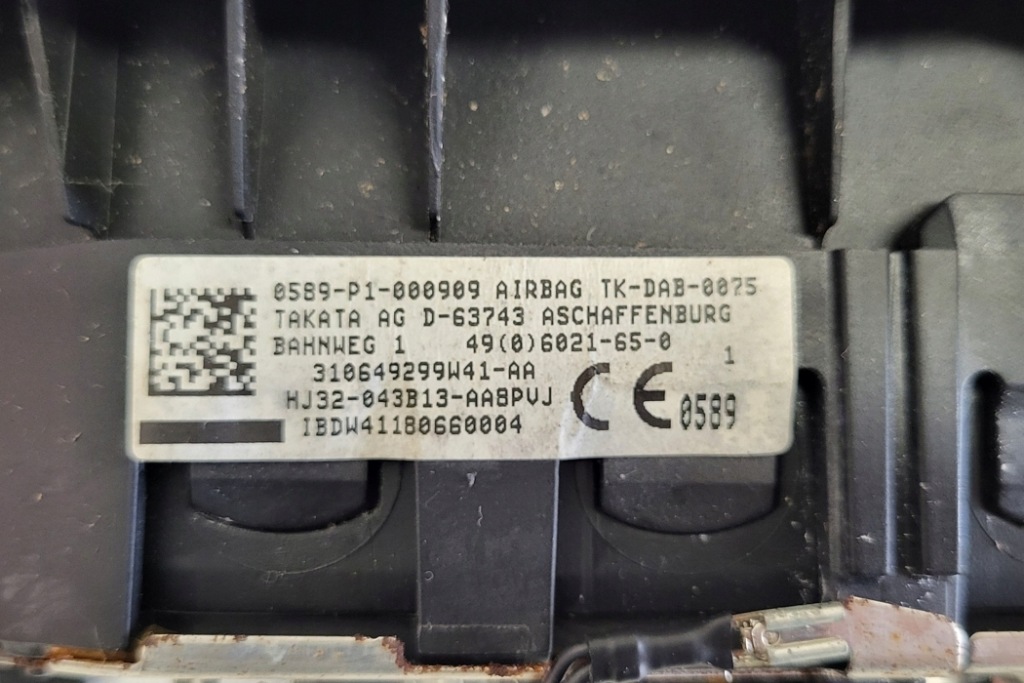 0589-P1-000909 AIRBAG TK-DAB-0075
TAKATA AG D-63743 ASCHAFFENBURG
BAHNWEG 1 49(0)6021-65-0
1
310649299W41-AA
HJ32-043B13-AA8PVJ
CE 0589
IBDW41180660004